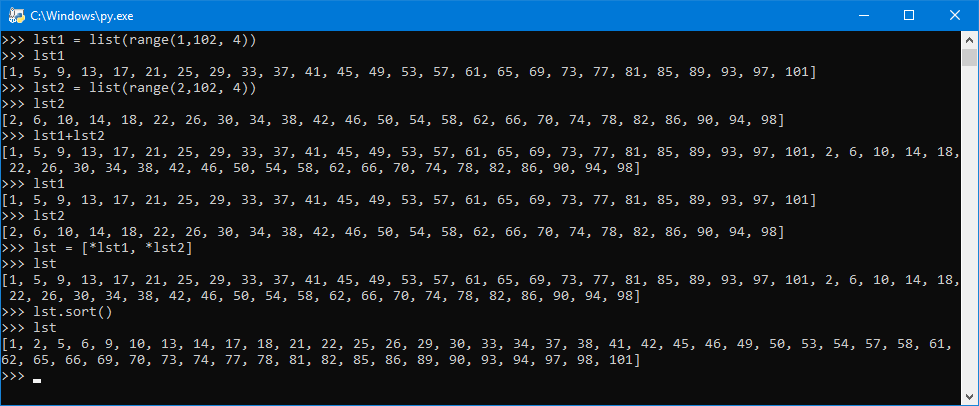 C:\Windows\py.exe
>>> lst1 = list(range(1,102, 4))
>>> lst1
[1, 5, 9, 13, 17, 21, 25, 29, 33, 37, 41, 45, 49, 53, 57, 61, 65, 69, 73, 77, 81, 85, 89, 93, 97, 101]
>>> lst2 = list(range(2,102, 4))
>>> lst2
[2, 6, 10, 14, 18, 22, 26, 30, 34, 38, 42, 46, 50, 54, 58, 62, 66, 70, 74, 78, 82, 86, 90, 94, 98]
>>> lst1+lst2
[1, 5, 9, 13, 17, 21, 25, 29, 33, 37, 41, 45, 49, 53, 57, 61, 65, 69, 73, 77, 81, 85, 89, 93, 97, 101, 2, 6, 10, 14, 18,
 22, 26, 30, 34, 38, 42, 46, 50, 54, 58, 62, 66, 70, 74, 78, 82, 86, 90, 94, 98]
>>> lst1
[1, 5, 9, 13, 17, 21, 25, 29, 33, 37, 41, 45, 49, 53, 57, 61, 65, 69, 73, 77, 81, 85, 89, 93, 97, 101]
>>> lst2
[2, 6, 10, 14, 18, 22, 26, 30, 34, 38, 42, 46, 50, 54, 58, 62, 66, 70, 74, 78, 82, 86, 90, 94, 98]
>>> lst = [*lst1, *lst2]
>>> lst
[1, 5, 9, 13, 17, 21, 25, 29, 33, 37, 41, 45, 49, 53, 57, 61, 65, 69, 73, 77, 81, 85, 89, 93, 97, 101, 2, 6, 10, 14, 18,
 22, 26, 30, 34, 38, 42, 46, 50, 54, 58, 62, 66, 70, 74, 78, 82, 86, 90, 94, 98]
>>> lst.sort()
>>> lst
[1, 2, 5, 6, 9, 10, 13, 14, 17, 18, 21, 22, 25, 26, 29, 30, 33, 34, 37, 38, 41, 42, 45, 46, 49, 50, 53, 54, 57, 58, 61,
62, 65, 66, 69, 70, 73, 74, 77, 78, 81, 82, 85, 86, 89, 90, 93, 94, 97, 98, 101]
>>>